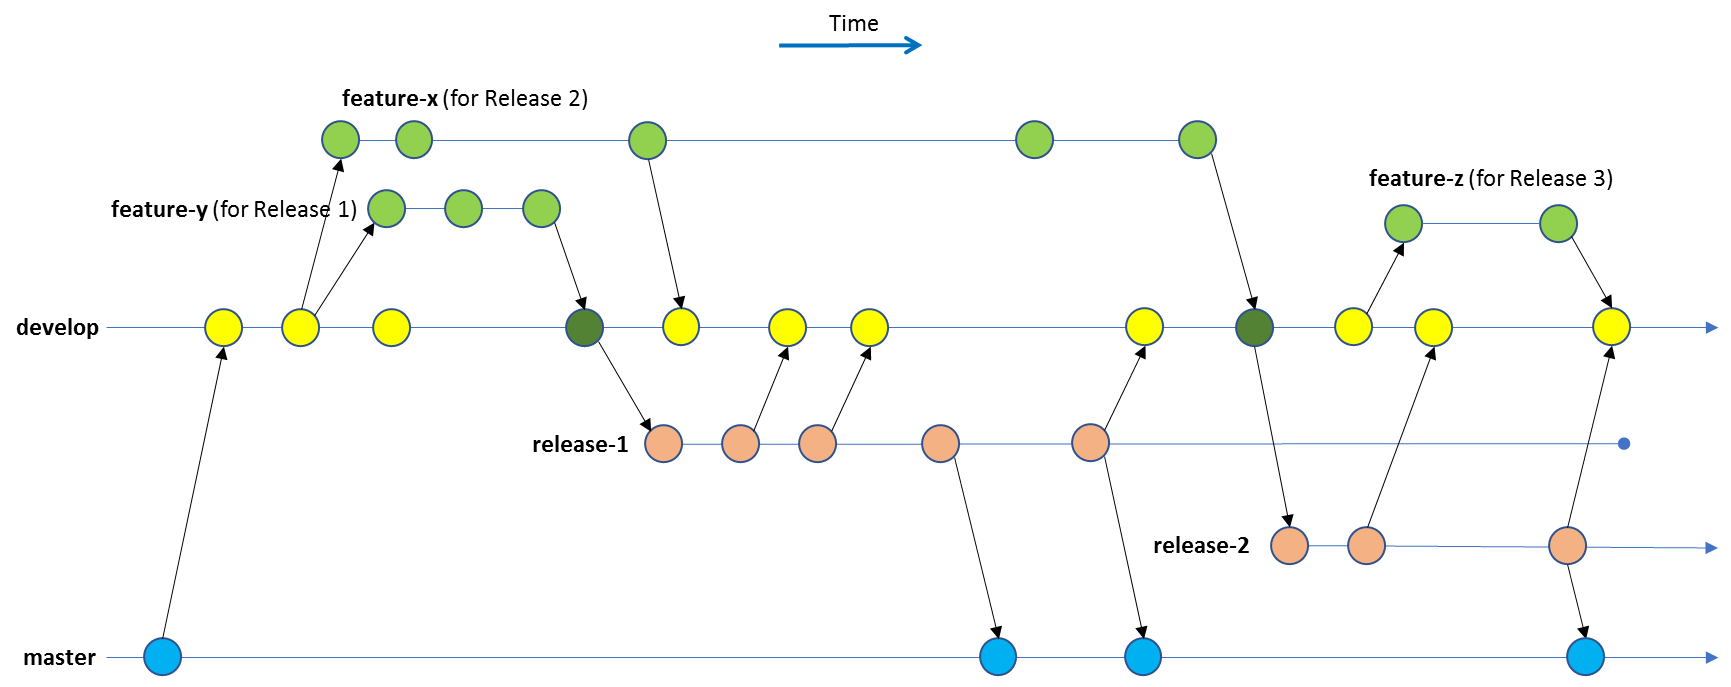 Time
feature-x (for Release 2)
feature-z (for Release 3)
feature-y (for Release 1)
develop
release-1
release-2
master